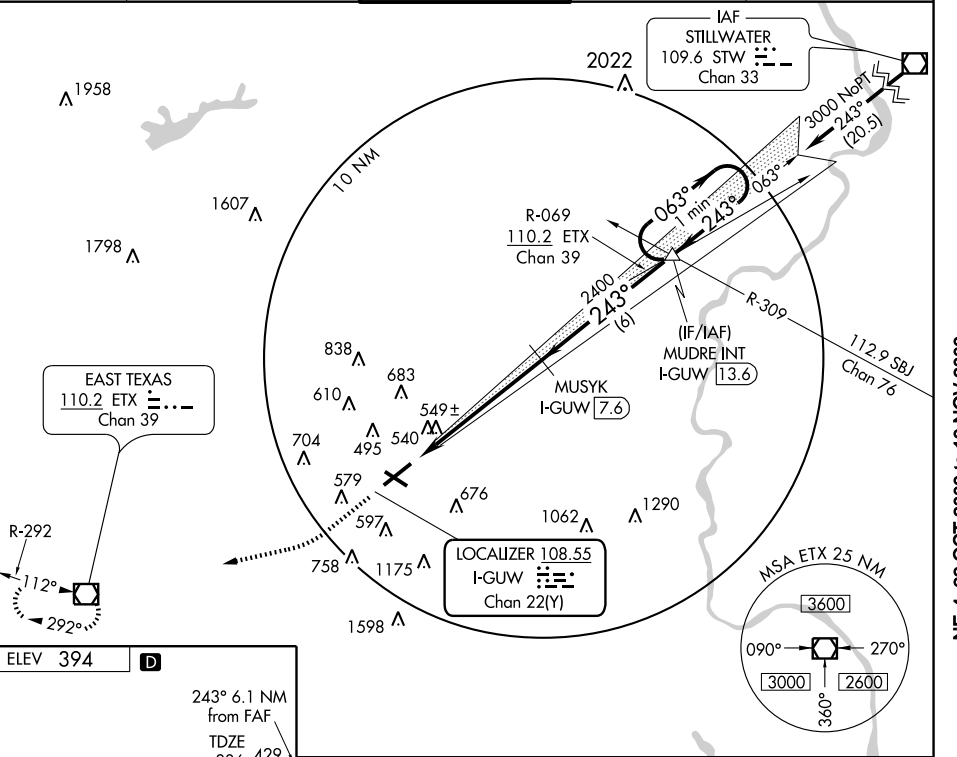 IAF
STILLWATER
109.6 STW
Chan 33
2022
1958
3000 NoPT
243°
(20.5)
10 NM
063°
063°
1 min
243°
1607
R-069
110.2 ETX
Chan 39
1798
2400
243°
(6)
R-309
(IF/IAF)
MUDRE INT
I-GUW 13.6
112.9 SBJ
Chan 76
838
MUSYK
I-GUW 7.6
EAST TEXAS
110.2 ETX
Chan 39
683
610
549±
540
495
704
579
676
597
1062
1290
R-292
758
1175
LOCALIZER 108.55
I-GUW
Chan 22(Y)
112°
292°
1598
MSA ETX 25 NM
3600
090°
270°
3000
2600
360°
ELEV 394
D
243° 6.1 NM
from FAF
TDZE
429